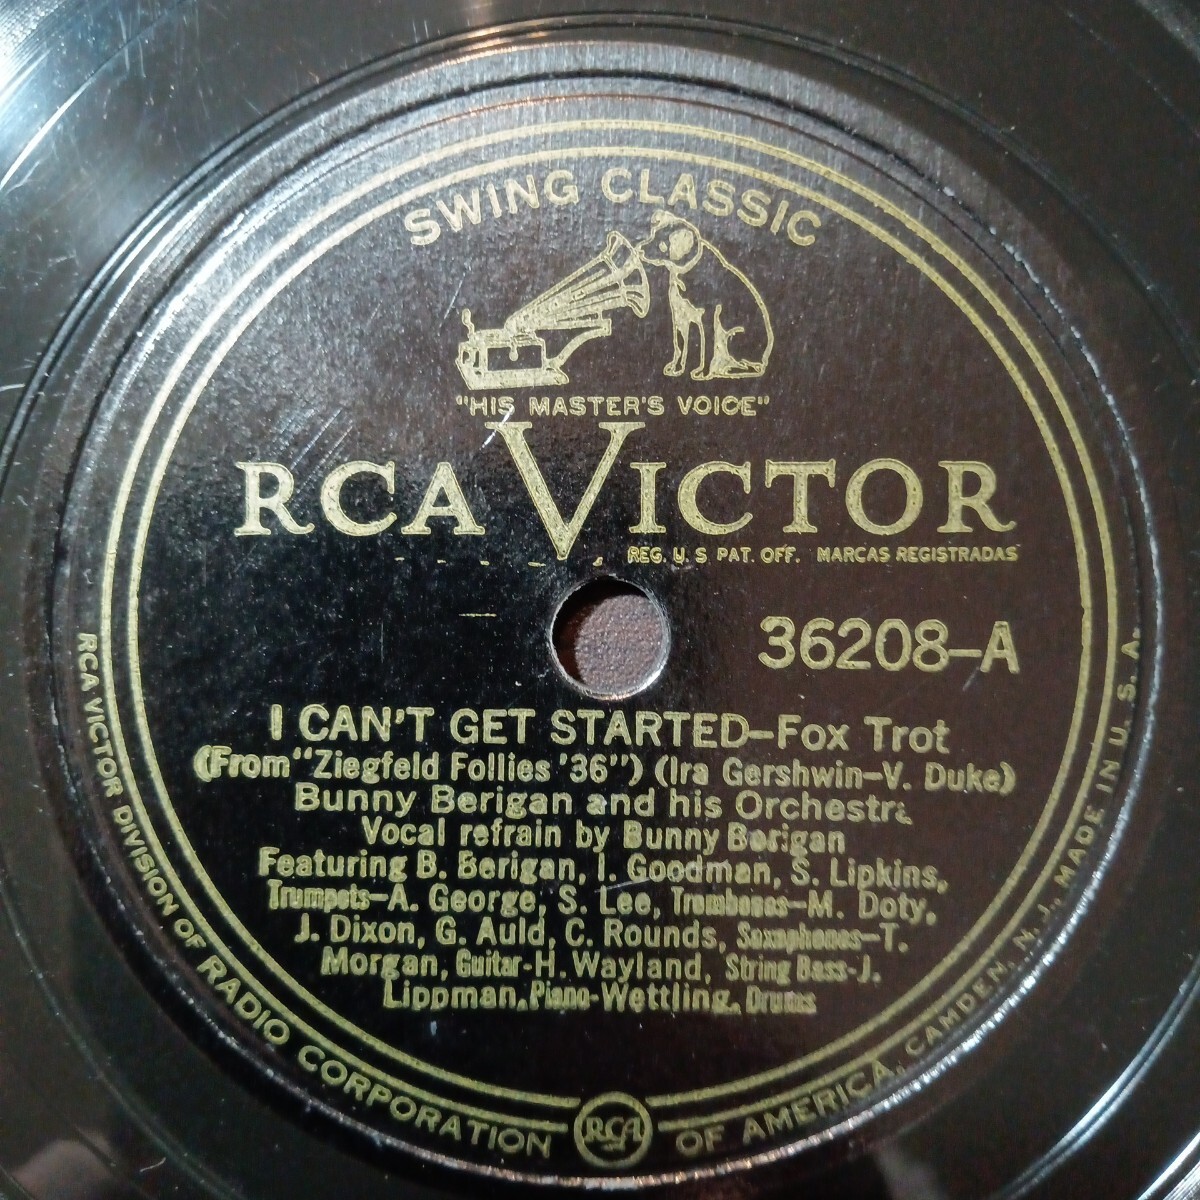 SWING CLASSIC
"HIS MASTER'S VOICE"
RCA VICTOR
REG. U. S PAT. OFF. MARCAS REGISTRADAS
36208-A
I CAN'T GET STARTED-Fox Trot
(From "Ziegfeld Follies '36") (Ira Gershwin-V. Duke)
Bunny Berigan and his Orchestra
Vocal refrain by Bunny Berigan
Featuring B. Berigan, I. Goodman, S. Lipkins,
Trumpets-A. George, S. Lee, Trombones-M. Doty,
J. Dixon, G. Auld, C. Rounds, Saxophones-T.
Morgan, Guitar-H. Wayland, String Bass-J.
Lippman, Piano-Wettling, Drums
RCA VICTOR DIVISION OF RADIO CORPORATION OF AMERICA, CAMDEN, N. J., MADE IN U. S. A.
RCA